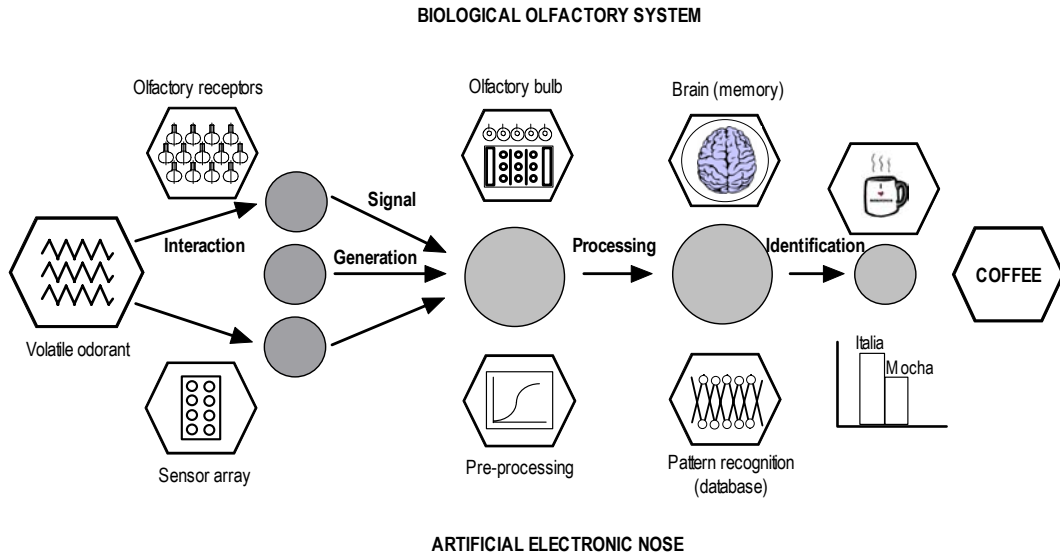 BIOLOGICAL OLFACTORY SYSTEM
Olfactory receptors
Olfactory bulb
Brain (memory)
Signal
Interaction
Generation
Processing
Identification
COFFEE
Volatile odorant
Italia
Mocha
Sensor array
Pre-processing
Pattern recognition
(database)
ARTIFICIAL ELECTRONIC NOSE